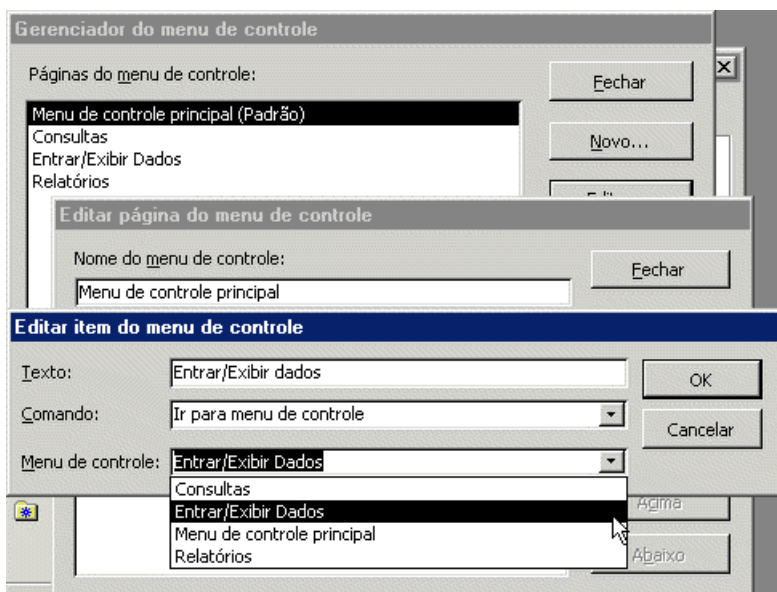 Gerenciador do menu de controle
Páginas do menu de controle:
Fechar
Menu de controle principal (Padrão)
Consultas
Entrar/Exibir Dados
Relatórios
Novo...
Editar página do menu de controle
Nome do menu de controle:
Fechar
Menu de controle principal
Editar item do menu de controle
Texto:
Entrar/Exibir dados
OK
Comando:
Ir para menu de controle
Cancelar
Menu de controle:
Entrar/Exibir Dados
Consultas
Entrar/Exibir Dados
Menu de controle principal
Relatórios
Acima
Abaixo